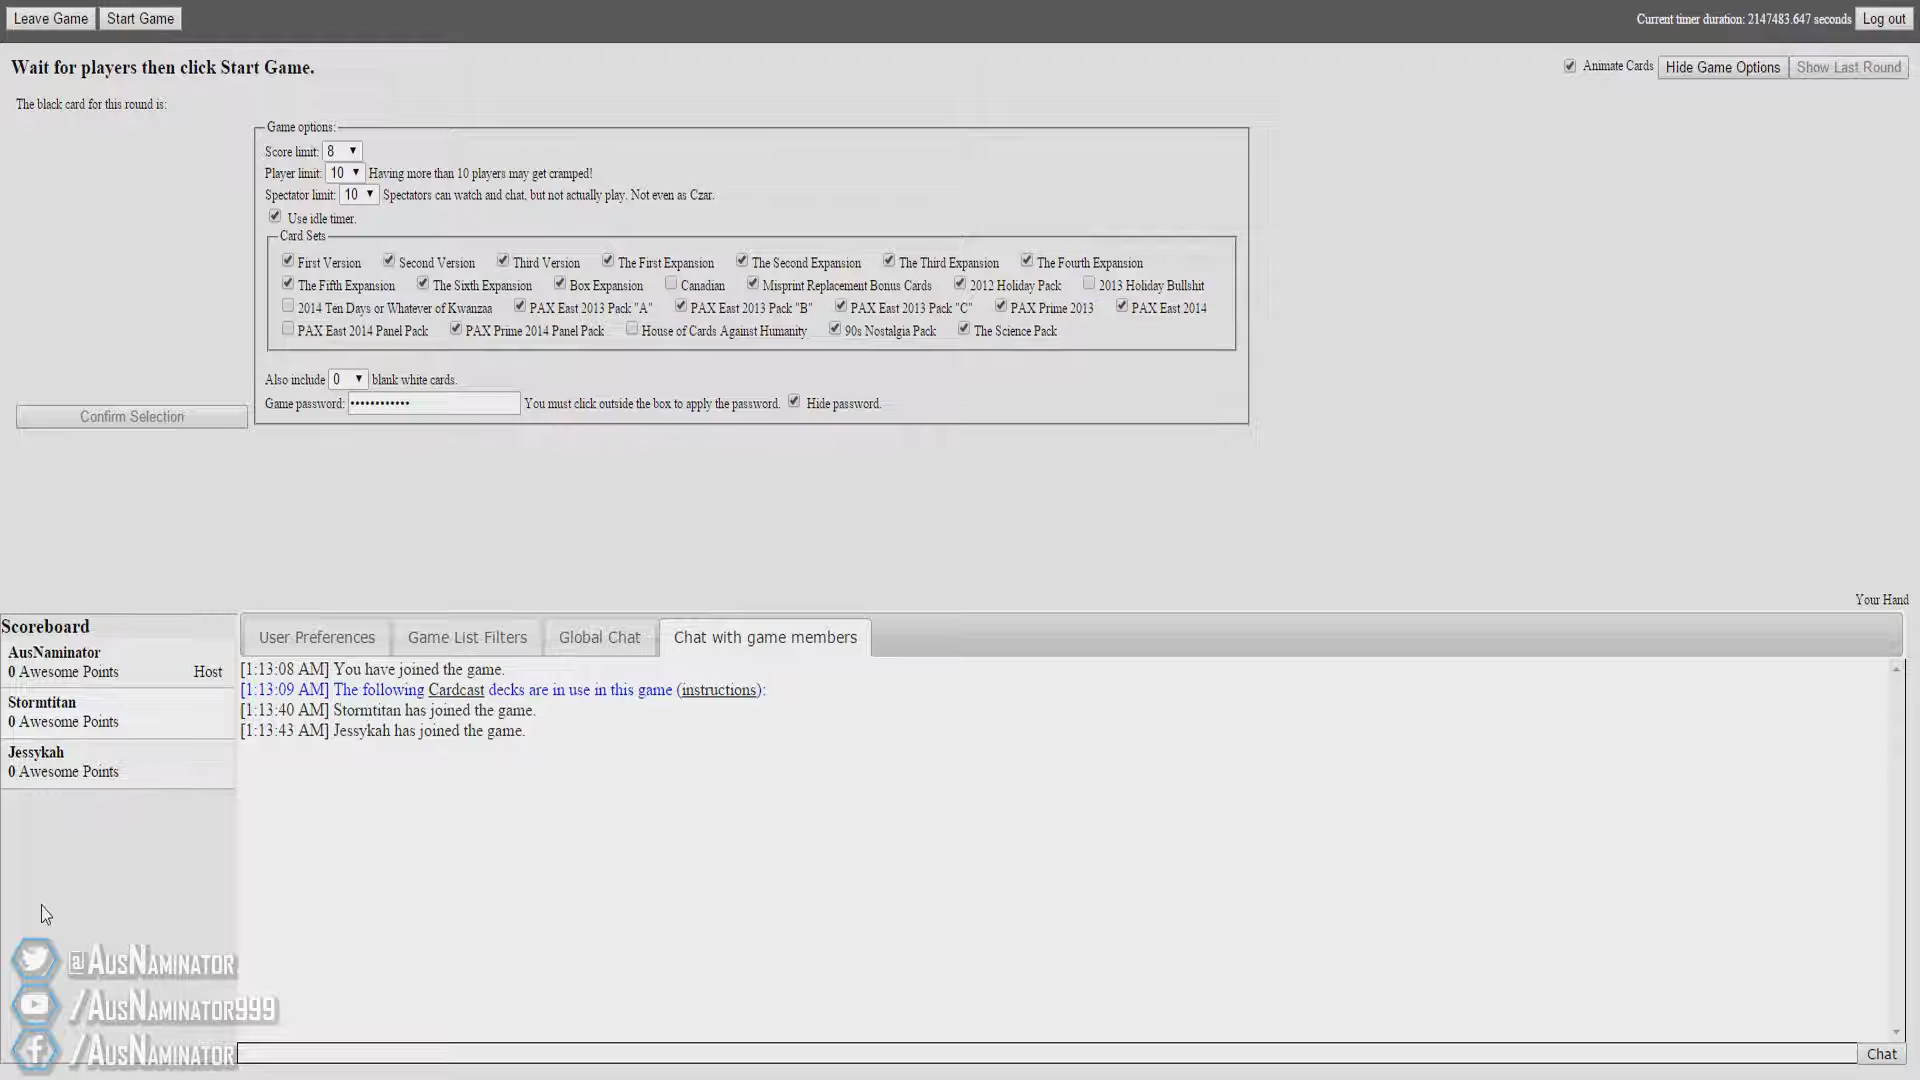 Leave Game Start Game Current timer duration: 2147483.647 seconds Log out
Wait for players then click Start Game. Animate Cards Hide Game Options Show Last Round
The black card for this round is:
Game options:
Score limit: 8
Player limit: 10 Having more than 10 players may get cramped!
Spectator limit: 10 Spectators can watch and chat, but not actually play. Not even as Czar.
Use idle timer.
Card Sets
First Version Second Version Third Version The First Expansion The Second Expansion The Third Expansion The Fourth Expansion
The Fifth Expansion The Sixth Expansion Box Expansion Canadian Misprint Replacement Bonus Cards 2012 Holiday Pack 2013 Holiday Bullshit
2014 Ten Days or Whatever of Kwanzaa PAX East 2013 Pack "A" PAX East 2013 Pack "B" PAX East 2013 Pack "C" PAX Prime 2013 PAX East 2014
PAX East 2014 Panel Pack PAX Prime 2014 Panel Pack House of Cards Against Humanity 90s Nostalgia Pack The Science Pack
Also include 0 blank white cards.
Game password: •••••••••••• You must click outside the box to apply the password. Hide password.
Confirm Selection
Your Hand
Scoreboard
AusNaminator
0 Awesome Points Host
Stormtitan
0 Awesome Points
Jessykah
0 Awesome Points
User Preferences Game List Filters Global Chat Chat with game members
[1:13:08 AM] You have joined the game.
[1:13:09 AM] The following Cardcast decks are in use in this game (instructions):
[1:13:40 AM] Stormtitan has joined the game.
[1:13:43 AM] Jessykah has joined the game.
@AusNaminator
/AusNaminator999
/AusNaminator
Chat